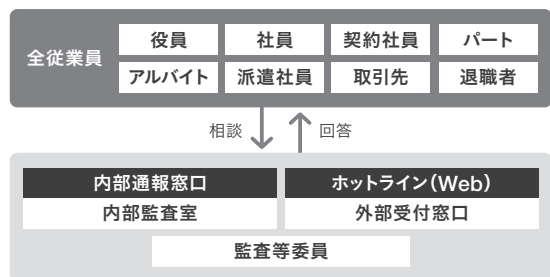 全従業員
役員 社員 契約社員 パート
アルバイト 派遣社員 取引先 退職者
相談 回答
内部通報窓口 ホットライン（Web）
内部監査室 外部受付窓口
監査等委員